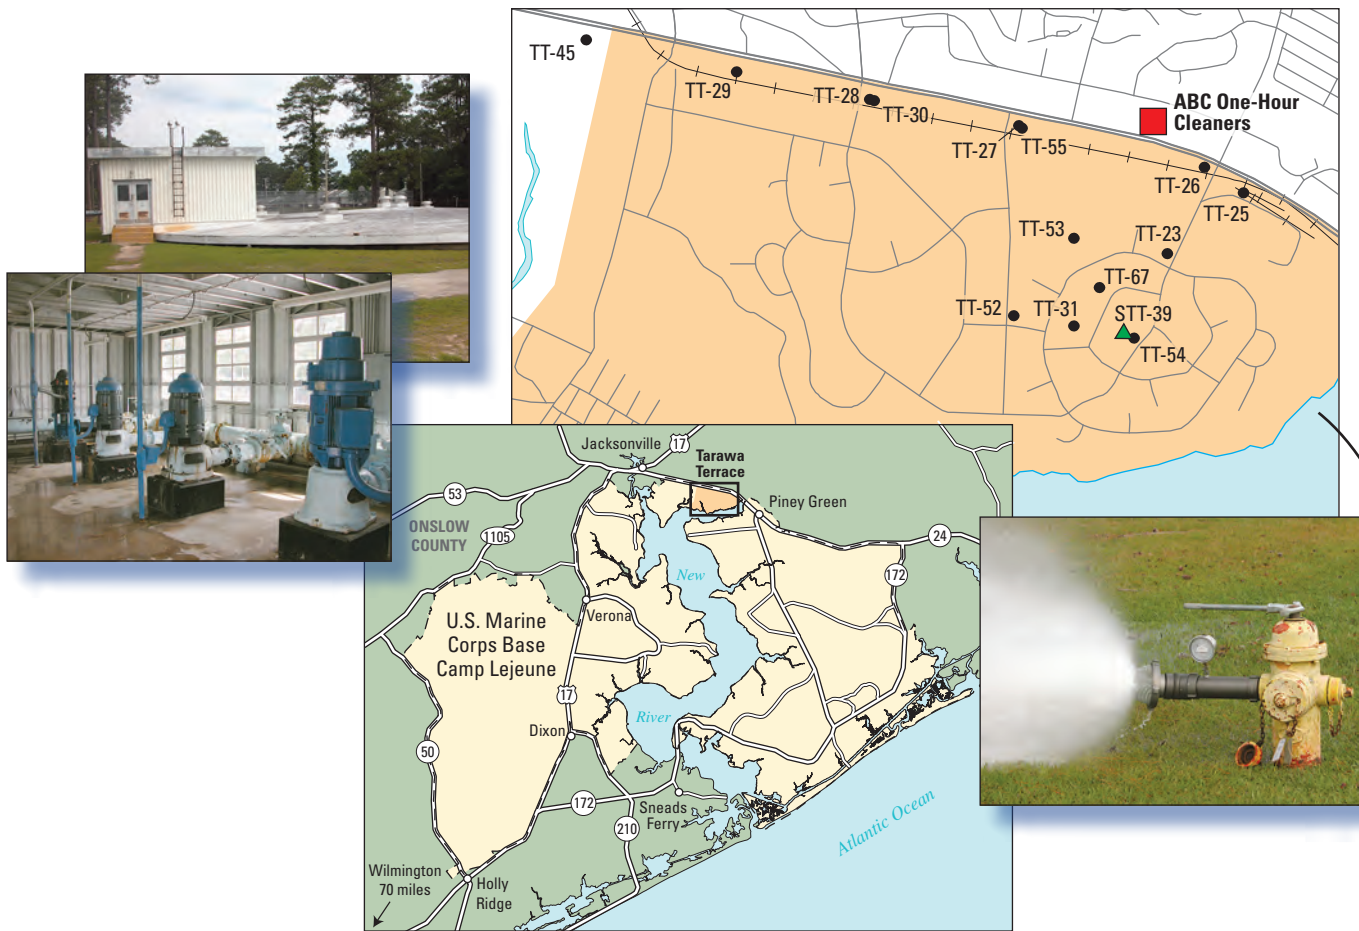 TT-45
TT-29
TT-28
TT-30
TT-27
TT-55
ABC One-Hour
Cleaners
TT-26
TT-25
TT-53
TT-23
TT-67
TT-52
TT-31
STT-39
TT-54
Jacksonville
17
Tarawa
Terrace
53
Piney Green
ONSLOW
COUNTY
1105
24
New
172
Verona
U.S. Marine
Corps Base
Camp Lejeune
17
River
Dixon
50
172
Sneads
Ferry
210
Atlantic Ocean
Wilmington
70 miles
Holly
Ridge